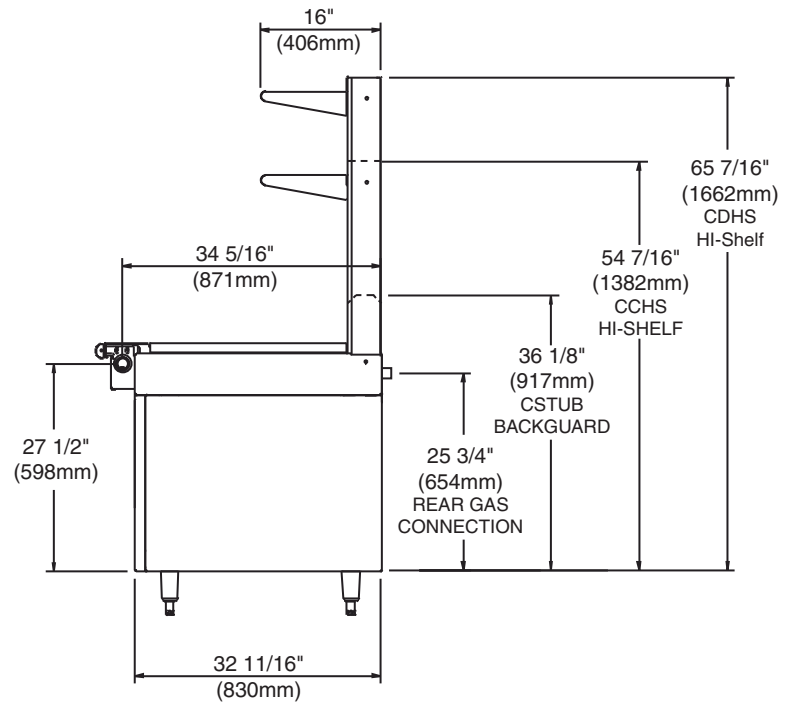 16"
(406mm)
65 7/16"
(1662mm)
CDHS
HI-Shelf
34 5/16"
(871mm)
54 7/16"
(1382mm)
CCHS
HI-SHELF
36 1/8"
(917mm)
CSTUB
BACKGUARD
27 1/2"
(598mm)
25 3/4"
(654mm)
REAR GAS
CONNECTION
32 11/16"
(830mm)